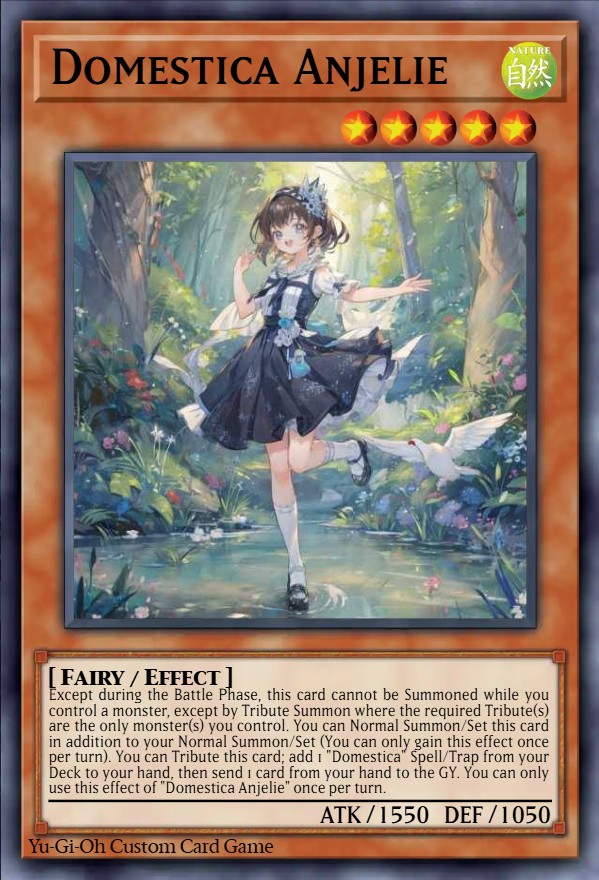 Domestica Anjelie
NATURE
自然
[ Fairy / Effect ]
Except during the Battle Phase, this card cannot be Summoned while you
control a monster, except by Tribute Summon where the required Tribute(s)
are the only monster(s) you control. You can Normal Summon/Set this card
in addition to your Normal Summon/Set (You can only gain this effect once
per turn). You can Tribute this card; add 1 "Domestica" Spell/Trap from your
Deck to your hand, then send 1 card from your hand to the GY. You can only
use this effect of "Domestica Anjelie" once per turn.
ATK / 1550 DEF / 1050
Yu-Gi-Oh Custom Card Game